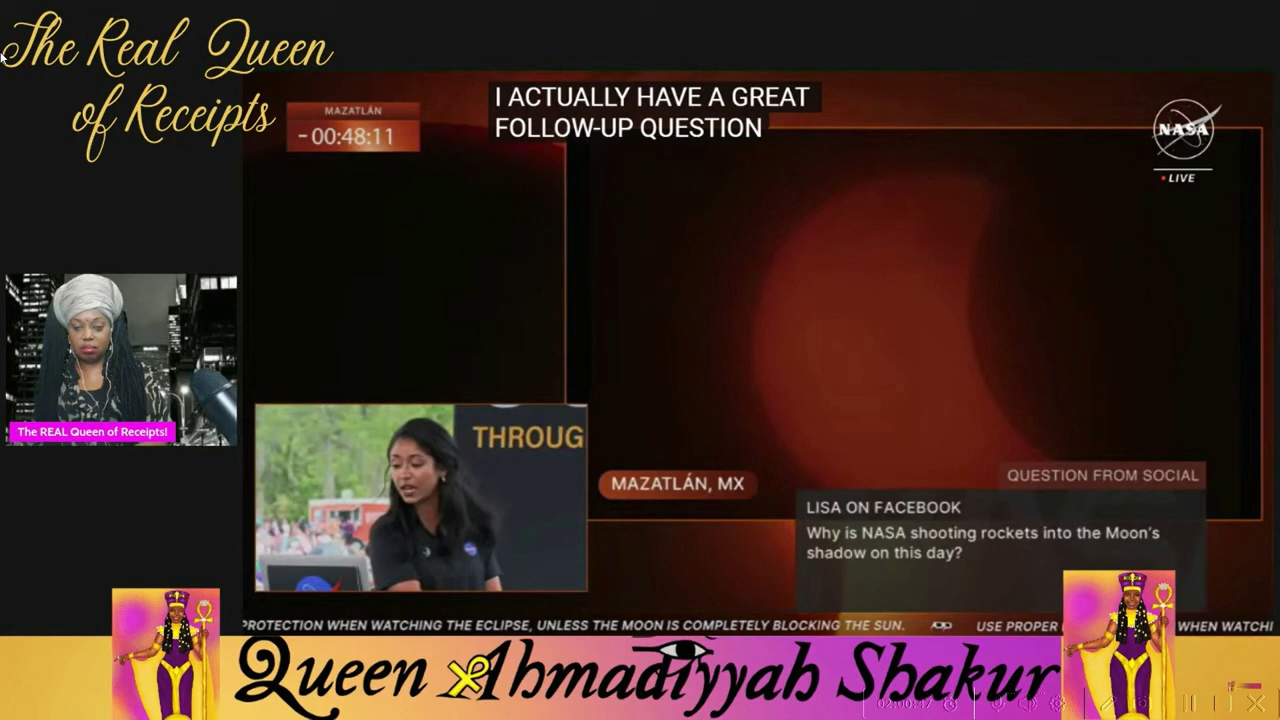 The Real Queen
of Receipts
MAZATLÁN
-00:48:11
I ACTUALLY HAVE A GREAT
FOLLOW-UP QUESTION
NASA
LIVE
The REAL Queen of Receipts!
THROUG
MAZATLÁN, MX
QUESTION FROM SOCIAL
LISA ON FACEBOOK
Why is NASA shooting rockets into the Moon's
shadow on this day?
PROTECTION WHEN WATCHING THE ECLIPSE, UNLESS THE MOON IS COMPLETELY BLOCKING THE SUN. USE PROPER WHEN WATCHI
Queen Ahmadiyyah Shakur
02:00:47